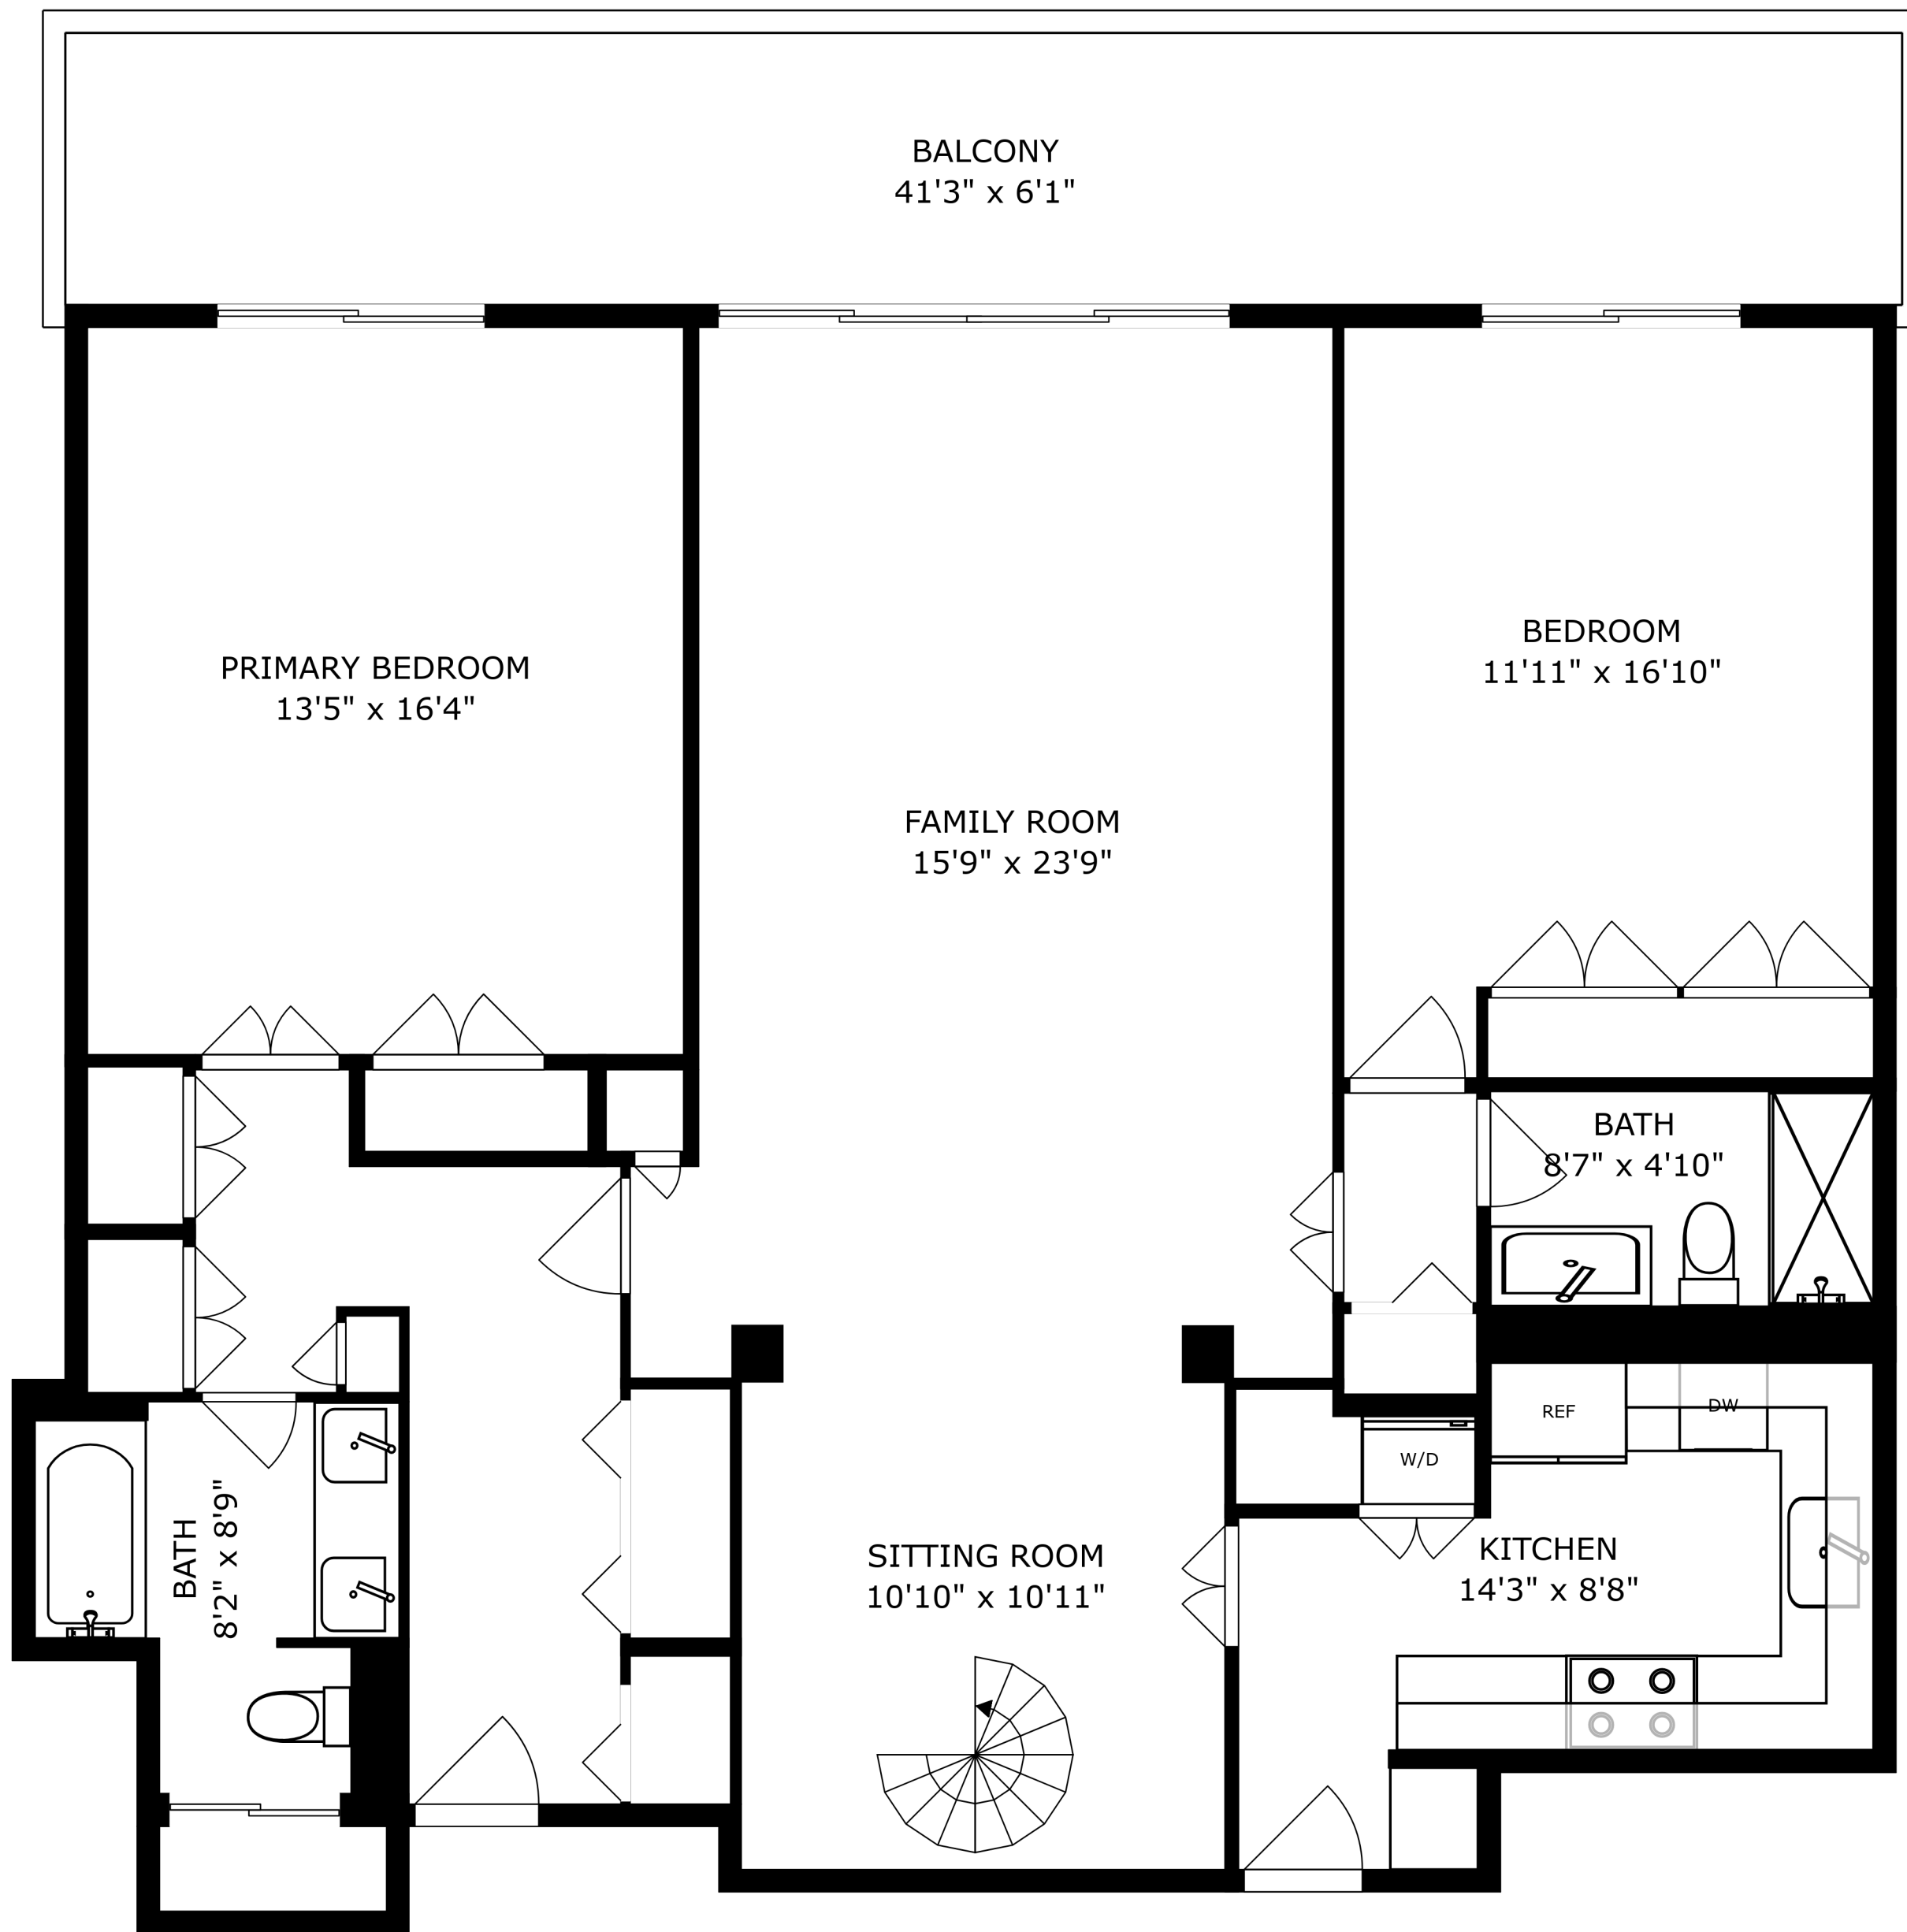 BALCONY
41'3" x 6'1"
PRIMARY BEDROOM
13'5" x 16'4"
BEDROOM
11'11" x 16'10"
FAMILY ROOM
15'9" x 23'9"
BATH
8'7" x 4'10"
REF
DW
W/D
BATH
8'2" x 8'9"
SITTING ROOM
10'10" x 10'11"
KITCHEN
14'3" x 8'8"